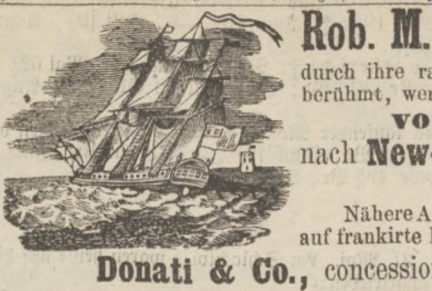 Rob. M.
durch ihre ra
berühmt, wer
vo
nach New-
Nähere A
auf frankirte
Donati & Co., concession